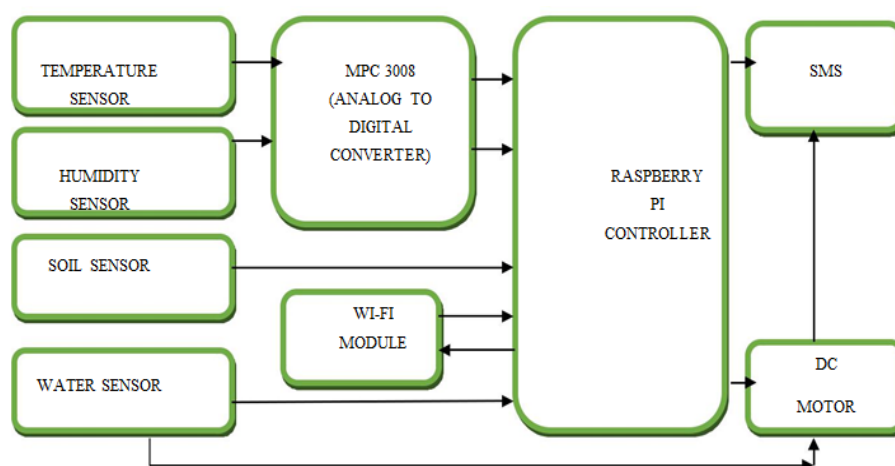 TEMPERATURE
SENSOR
MPC 3008
(ANALOG TO
DIGITAL
CONVERTER)
SMS
HUMIDITY
SENSOR
RASPBERRY
PI
CONTROLLER
SOIL SENSOR
WI-FI
MODULE
WATER SENSOR
DC
MOTOR